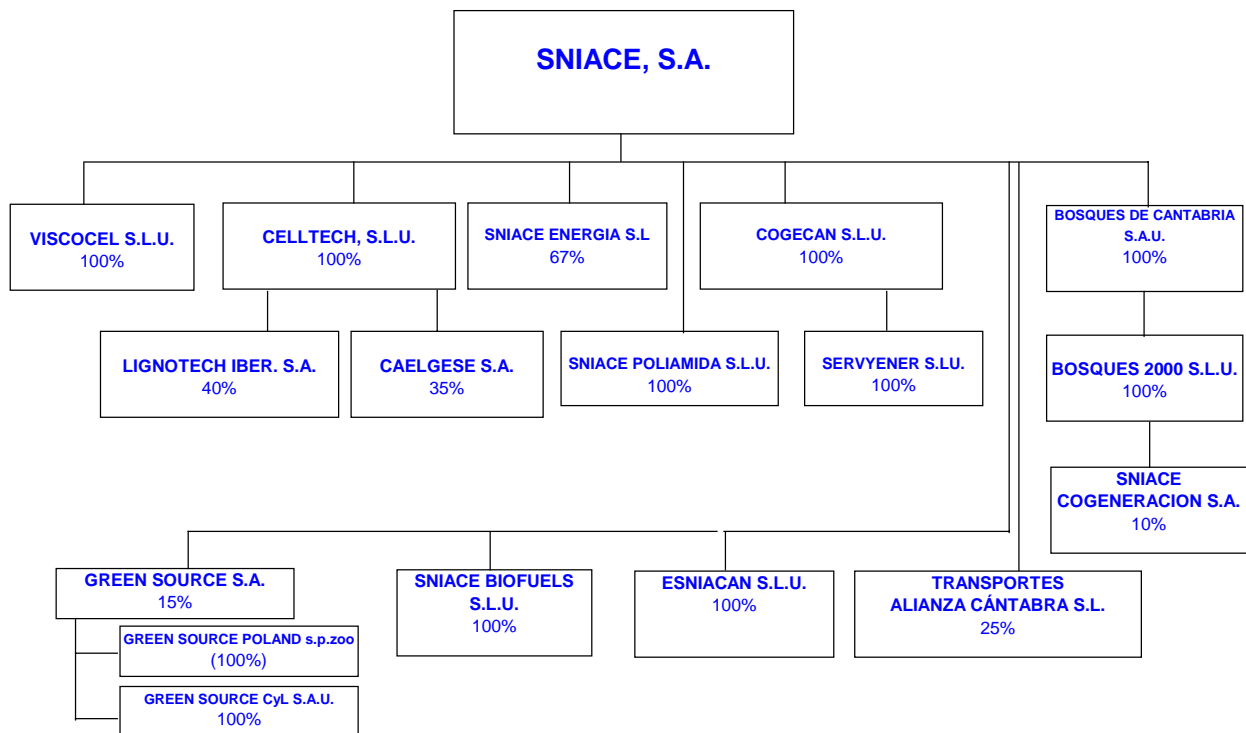 SNIACE, S.A.
VISCOCEL S.L.U.
100%
CELLTECH, S.L.U.
100%
SNIACE ENERGIA S.L
67%
COGECAN S.L.U.
100%
BOSQUES DE CANTABRIA
S.A.U.
100%
LIGNOTECH IBER. S.A.
40%
CAELGESE S.A.
35%
SNIACE POLIAMIDA S.L.U.
100%
SERVYENER S.LU.
100%
BOSQUES 2000 S.L.U.
100%
SNIACE
COGENERACION S.A.
10%
GREEN SOURCE S.A.
15%
SNIACE BIOFUELS
S.L.U.
100%
ESNIACAN S.L.U.
100%
TRANSPORTES
ALIANZA CÁNTABRA S.L.
25%
GREEN SOURCE POLAND s.p.zoo
(100%)
GREEN SOURCE CyL S.A.U.
100%